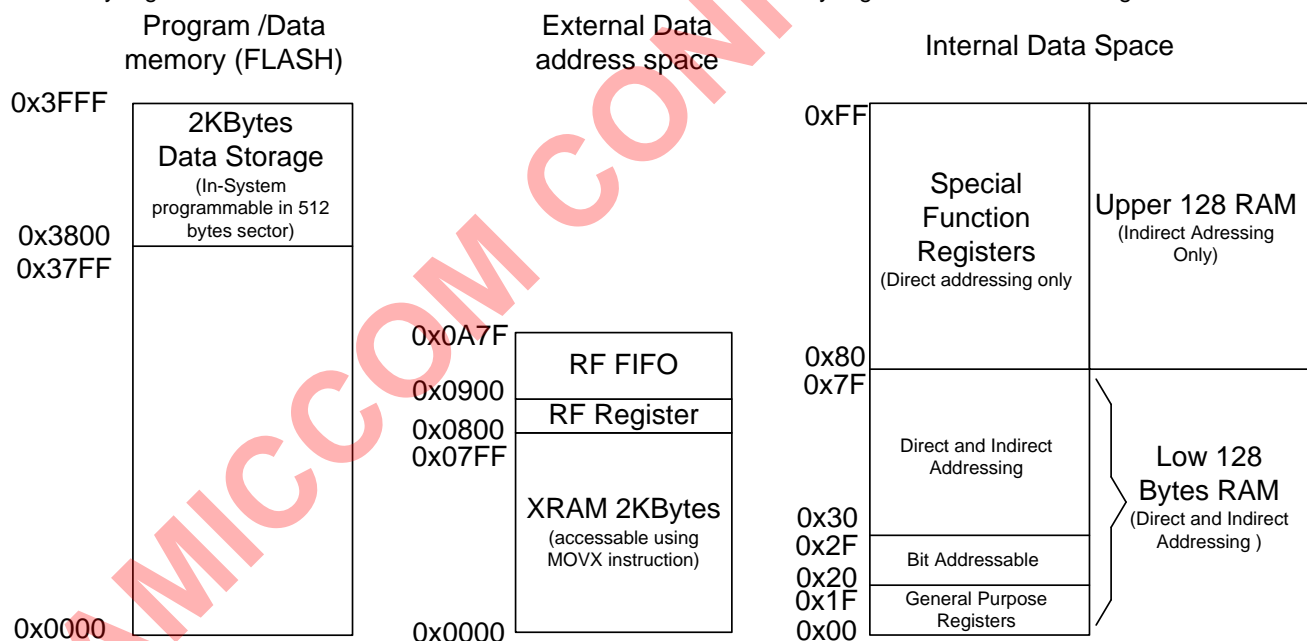 Program /Data
memory (FLASH)
0x3FFF
2KBytes
Data Storage
(In-System
programmable in 512
bytes sector)
0x3800
0x37FF
0x0000
External Data
address space
0x0A7F
RF FIFO
0x0900
RF Register
0x0800
0x07FF
XRAM 2KBytes
(accessable using
MOVX instruction)
0x0000
Internal Data Space
0xFF
Special
Function
Registers
(Direct addressing only
Upper 128 RAM
(Indirect Adressing
Only)
0x80
0x7F
Direct and Indirect
Addressing
Low 128
Bytes RAM
(Direct and Indirect
Addressing )
0x30
0x2F
Bit Addressable
0x20
0x1F
General Purpose
Registers
0x00
AMICCOM CONI